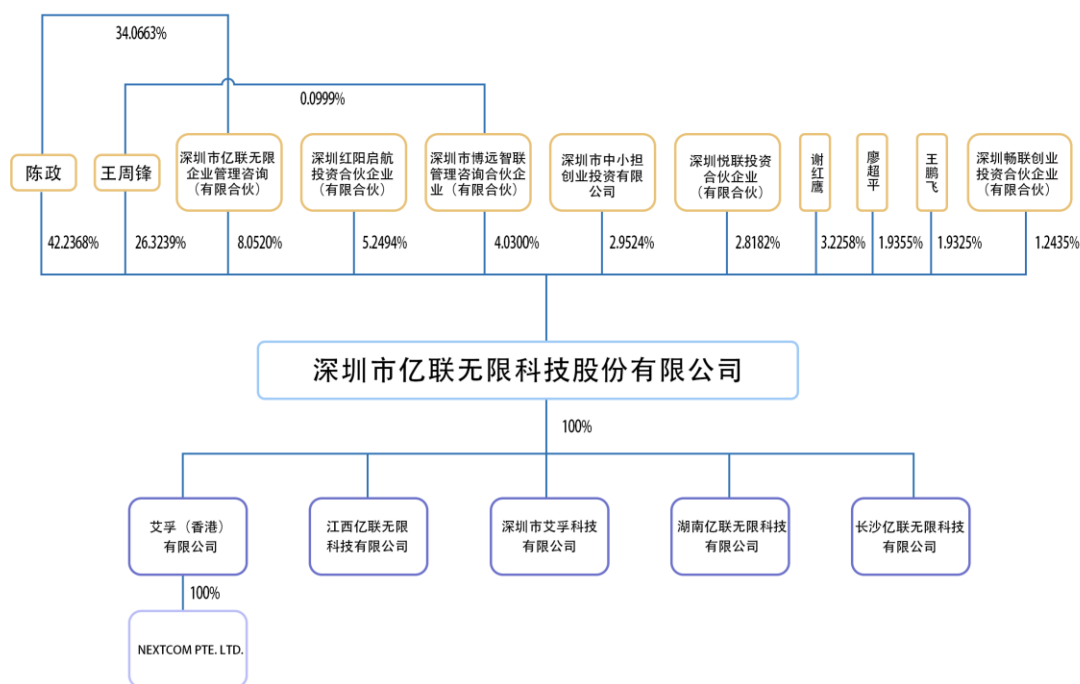 34.0663%
0.0999%
陈政
王周锋
深圳市亿联无限
企业管理咨询
（有限合伙）
深圳红阳启航
投资合伙企业
（有限合伙）
深圳市博远智联
管理咨询合伙企
业（有限合伙）
深圳市中小担
创业投资有限
公司
深圳悦联投资
合伙企业
（有限合伙）
谢红鹰
廖超平
王鹏飞
深圳畅联创业
投资合伙企业
（有限合伙）
42.2368%
26.3239%
8.0520%
5.2494%
4.0300%
2.9524%
2.8182%
3.2258%
1.9355%
1.9325%
1.2435%
深圳市亿联无限科技股份有限公司
100%
艾孚（香港）
有限公司
江西亿联无限
科技有限公司
深圳市艾孚科技
有限公司
湖南亿联无限科技
有限公司
长沙亿联无限科技
有限公司
100%
NEXTCOM PTE. LTD.